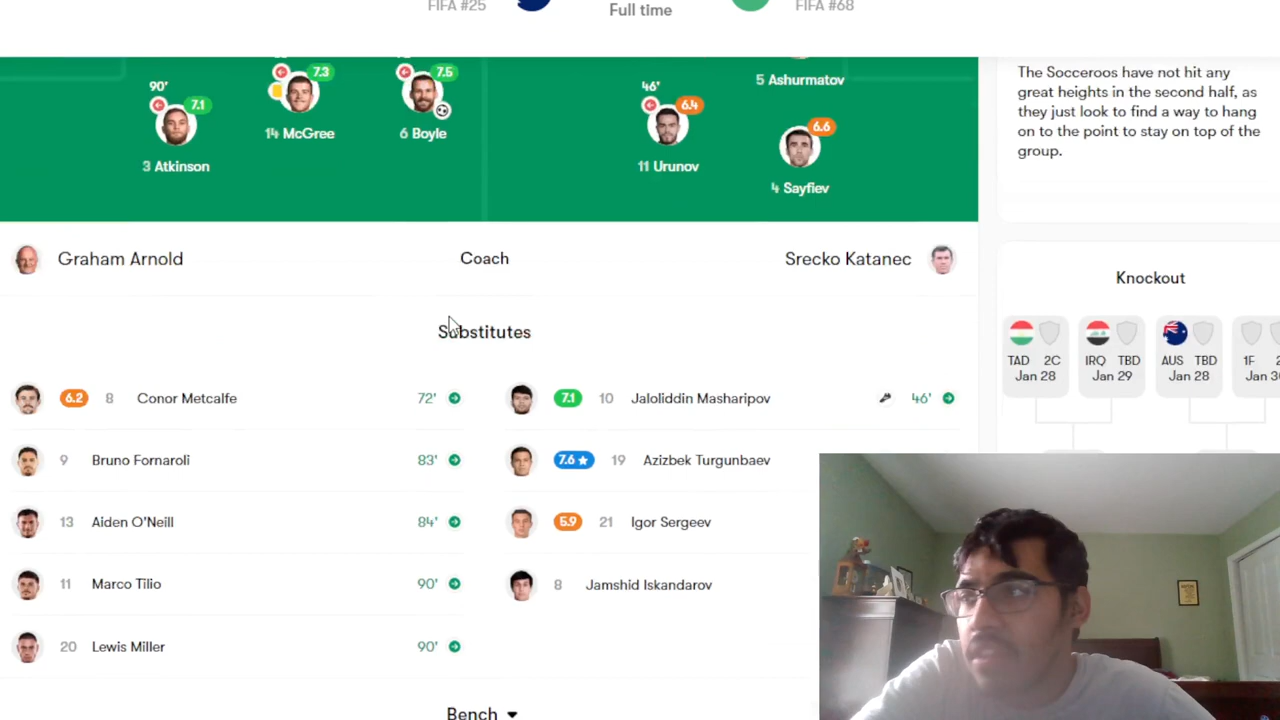 FIFA #25
Full time
FIFA #68
90'
7.1
3 Atkinson
7.3
14 McGree
7.5
6 Boyle
46'
6.4
11 Urunov
5 Ashurmatov
6.6
4 Sayfiev
The Socceroos have not hit any
great heights in the second half, as
they just look to find a way to hang
on to the point to stay on top of the
group.
Graham Arnold
Coach
Srecko Katanec
Substitutes
6.2 8 Conor Metcalfe 72'
7.1 10 Jaloliddin Masharipov 46'
9 Bruno Fornaroli 83'
7.6 19 Azizbek Turgunbaev
13 Aiden O'Neill 84'
5.9 21 Igor Sergeev
11 Marco Tilio 90'
8 Jamshid Iskandarov
20 Lewis Miller 90'
Bench
Knockout
TAD 2C
Jan 28
IRQ TBD
Jan 29
AUS TBD
Jan 28
1F